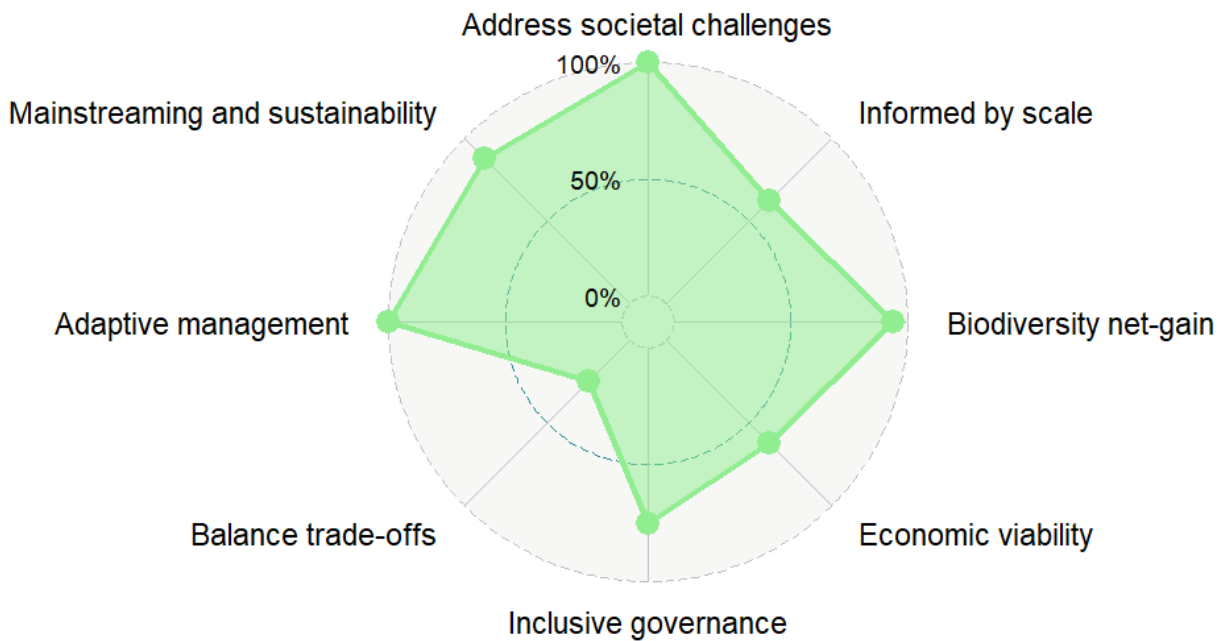 Address societal challenges
100%
Mainstreaming and sustainability
Informed by scale
50%
0%
Adaptive management
Biodiversity net-gain
Balance trade-offs
Economic viability
Inclusive governance